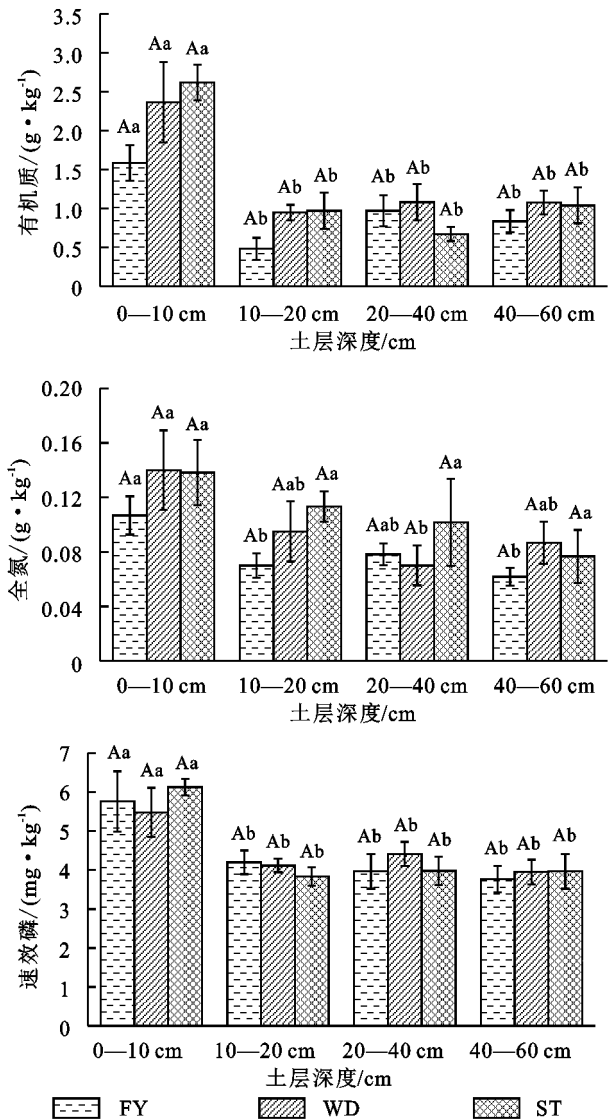 3.5
3.0
2.5
2.0
1.5
1.0
0.5
0
有机质/(g·kg⁻¹)
Aa Aa Aa
Ab Ab Ab
Ab Ab Ab
Ab Ab Ab
0—10 cm 10—20 cm 20—40 cm 40—60 cm
土层深度/cm
0.20
0.16
0.12
0.08
0.04
0
全氮/(g·kg⁻¹)
Aa Aa Aa
Ab Aab Aa
Aab Ab Aa
Ab Aab Aa
0—10 cm 10—20 cm 20—40 cm 40—60 cm
土层深度/cm
7
6
5
4
3
2
1
0
速效磷/(mg·kg⁻¹)
Aa Aa Aa
Ab Ab Ab
Ab Ab Ab
Ab Ab Ab
0—10 cm 10—20 cm 20—40 cm 40—60 cm
土层深度/cm
FY WD ST